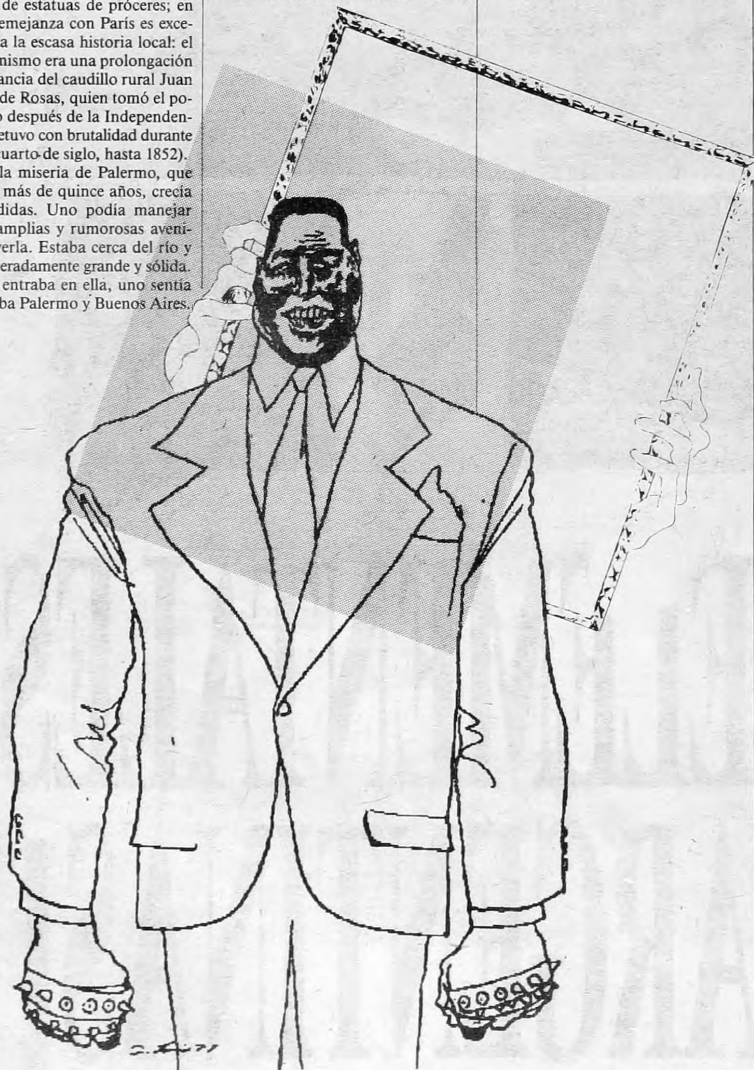 de estatuas de próceres; en
emejanza con París es exce-
a la escasa historia local: el
nismo era una prolongación
ancia del caudillo rural Juan
de Rosas, quien tomó el po-
o después de la Independen-
etuvo con brutalidad durante
uarto de siglo, hasta 1852).
la miseria de Palermo, que
más de quince años, crecía
didas. Uno podía manejar
amplias y rumorosas aveni-
verla. Estaba cerca del río y
eradamente grande y sólida.
entraba en ella, uno sentía
ba Palermo y Buenos Aires.